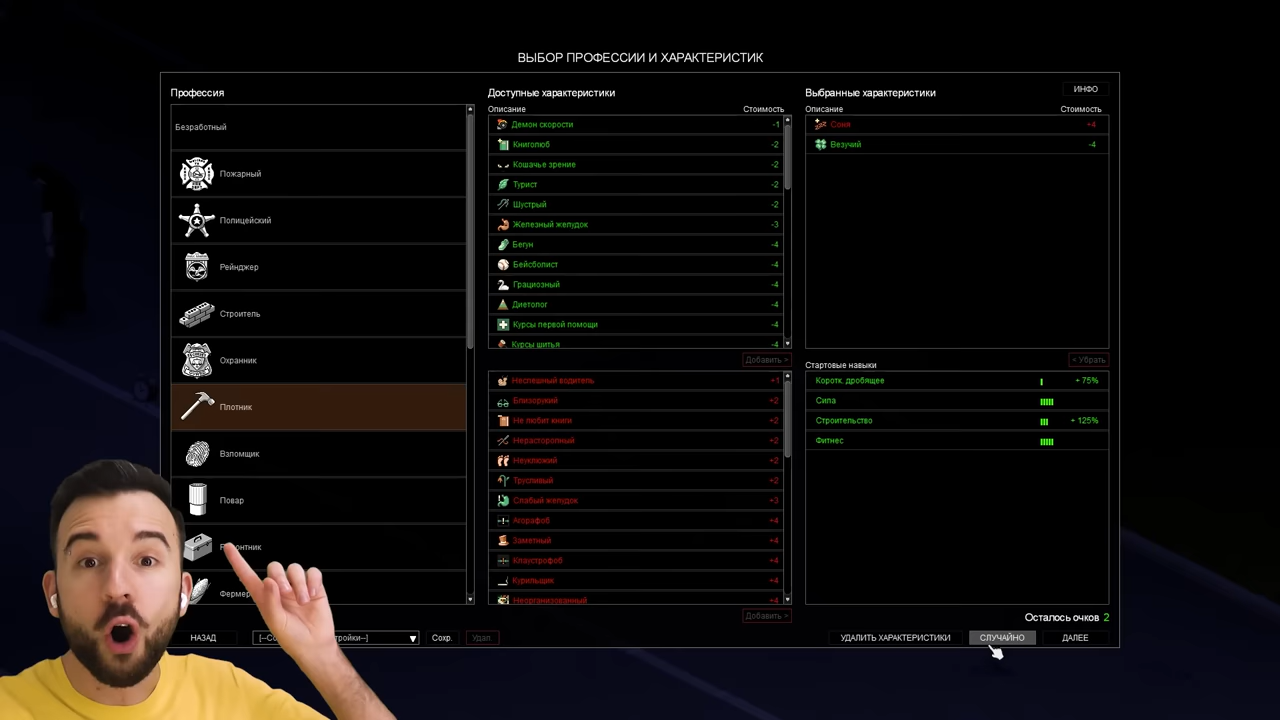 ВЫБОР ПРОФЕССИИ И ХАРАКТЕРИСТИК
Профессия
Безработный
Пожарный
Полицейский
Рейнджер
Строитель
Охранник
Плотник
Взломщик
Повар
Фермер
Доступные характеристики
Описание Стоимость
Демон скорости -1
Книголюб -2
Кошачье зрение -2
Турист -2
Шустрый -2
Железный желудок -3
Бегун -4
Бейсболист -4
Грациозный -4
Диетолог -4
Курсы первой помощи -4
Курсы шитья -4
Добавить >
Неспешный водитель +1
Близорукий +2
Не любит книги +2
Нерасторопный +2
Неуклюжий +2
Трусливый +2
Слабый желудок +3
Агорафоб +4
Заметный +4
Клаустрофоб +4
Курильщик +4
Неорганизованный +4
Добавить >
Выбранные характеристики
ИНФО
Описание Стоимость
Соня +4
Везучий -4
< Убрать
Стартовые навыки
Коротк. дробящее + 75%
Сила
Строительство + 125%
Фитнес
Осталось очков 2
НАЗАД
Сохр.
Удал
УДАЛИТЬ ХАРАКТЕРИСТИКИ
СЛУЧАЙНО
ДАЛЕЕ